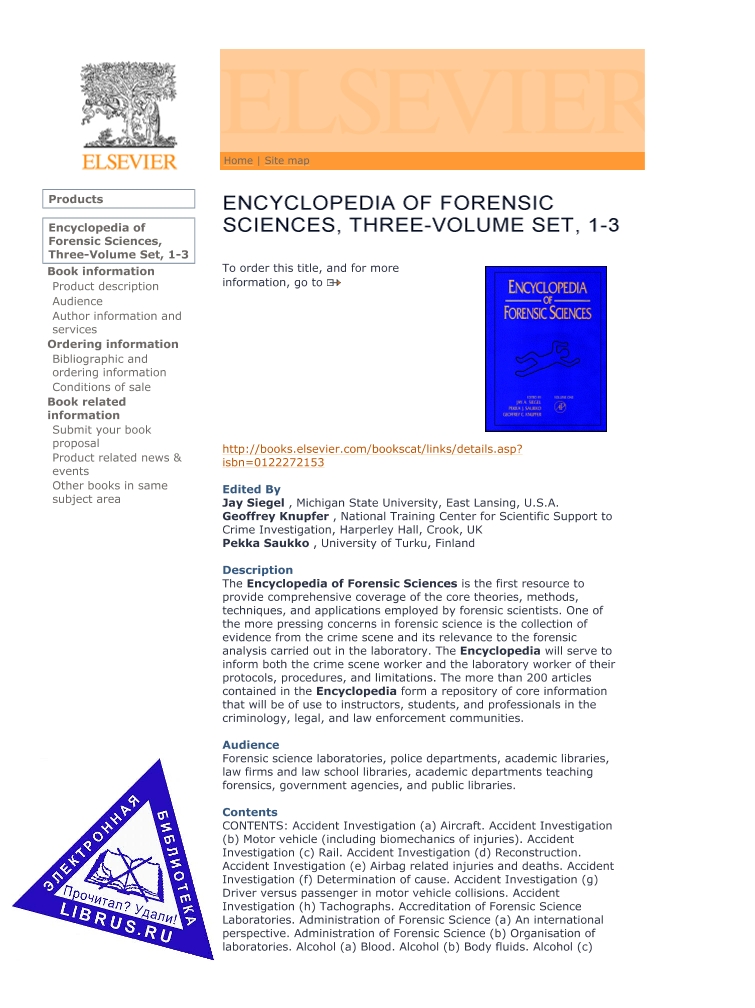 ELSEVIER
ELSEVIER
Home | Site map
Products
Encyclopedia of
Forensic Sciences,
Three-Volume Set, 1-3
Book information
Product description
Audience
Author information and
services
Ordering information
Bibliographic and
ordering information
Conditions of sale
Book related
information
Submit your book
proposal
Product related news &
events
Other books in same
subject area
ENCYCLOPEDIA OF FORENSIC
SCIENCES, THREE-VOLUME SET, 1-3
To order this title, and for more
information, go to
ENCYCLOPEDIA
OF
FORENSIC SCIENCES
EDITED BY
JAY A. SIEGEL
PEKKA J. SAUKKO
GEOFFREY C. KNUPFER
VOLUME ONE
http://books.elsevier.com/bookscat/links/details.asp?
isbn=0122272153
Edited By
Jay Siegel , Michigan State University, East Lansing, U.S.A.
Geoffrey Knupfer , National Training Center for Scientific Support to
Crime Investigation, Harperley Hall, Crook, UK
Pekka Saukko , University of Turku, Finland
Description
The Encyclopedia of Forensic Sciences is the first resource to
provide comprehensive coverage of the core theories, methods,
techniques, and applications employed by forensic scientists. One of
the more pressing concerns in forensic science is the collection of
evidence from the crime scene and its relevance to the forensic
analysis carried out in the laboratory. The Encyclopedia will serve to
inform both the crime scene worker and the laboratory worker of their
protocols, procedures, and limitations. The more than 200 articles
contained in the Encyclopedia form a repository of core information
that will be of use to instructors, students, and professionals in the
criminology, legal, and law enforcement communities.
Audience
Forensic science laboratories, police departments, academic libraries,
law firms and law school libraries, academic departments teaching
forensics, government agencies, and public libraries.
Contents
CONTENTS: Accident Investigation (a) Aircraft. Accident Investigation
(b) Motor vehicle (including biomechanics of injuries). Accident
Investigation (c) Rail. Accident Investigation (d) Reconstruction.
Accident Investigation (e) Airbag related injuries and deaths. Accident
Investigation (f) Determination of cause. Accident Investigation (g)
Driver versus passenger in motor vehicle collisions. Accident
Investigation (h) Tachographs. Accreditation of Forensic Science
Laboratories. Administration of Forensic Science (a) An international
perspective. Administration of Forensic Science (b) Organisation of
laboratories. Alcohol (a) Blood. Alcohol (b) Body fluids. Alcohol (c)
ЭЛЕКТРОННАЯ
БИБЛИОТЕКА
Прочитал? Удали!
LIBRUS.RU